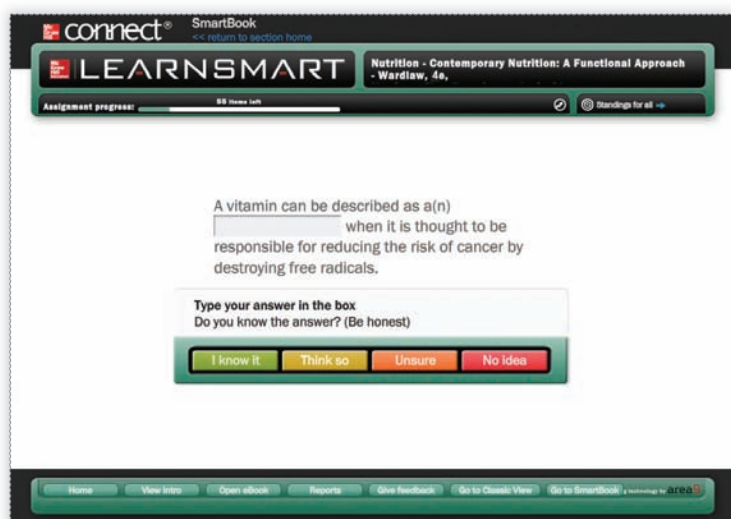 connect®
SmartBook
<< return to section home
LEARNSMART
Nutrition - Contemporary Nutrition: A Functional Approach
- Wardlaw, 4e,
Assignment progress:
55 items left
Standings for all
A vitamin can be described as a(n)
when it is thought to be
responsible for reducing the risk of cancer by
destroying free radicals.
Type your answer in the box
Do you know the answer? (Be honest)
I know it
Think so
Unsure
No idea
Home
View intro
Open eBook
Reports
Give feedback
Go to Classic View
Go to SmartBook
technology by area9